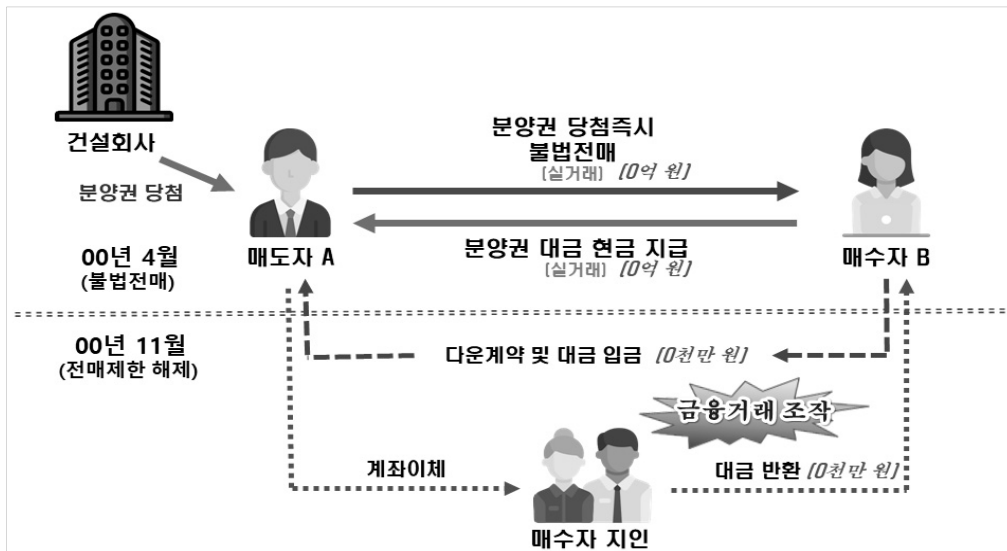 건설회사
분양권 당첨
분양권 당첨즉시
불법전매
(실거래) (0억 원)
분양권 대금 현금 지급
(실거래) (0억 원)
매도자 A
매수자 B
00년 4월
(불법전매)
00년 11월
(전매제한 해제)
다운계약 및 대금 입금 (0천만 원)
금융거래 조작
계좌이체
대금 반환 (0천만 원)
매수자 지인